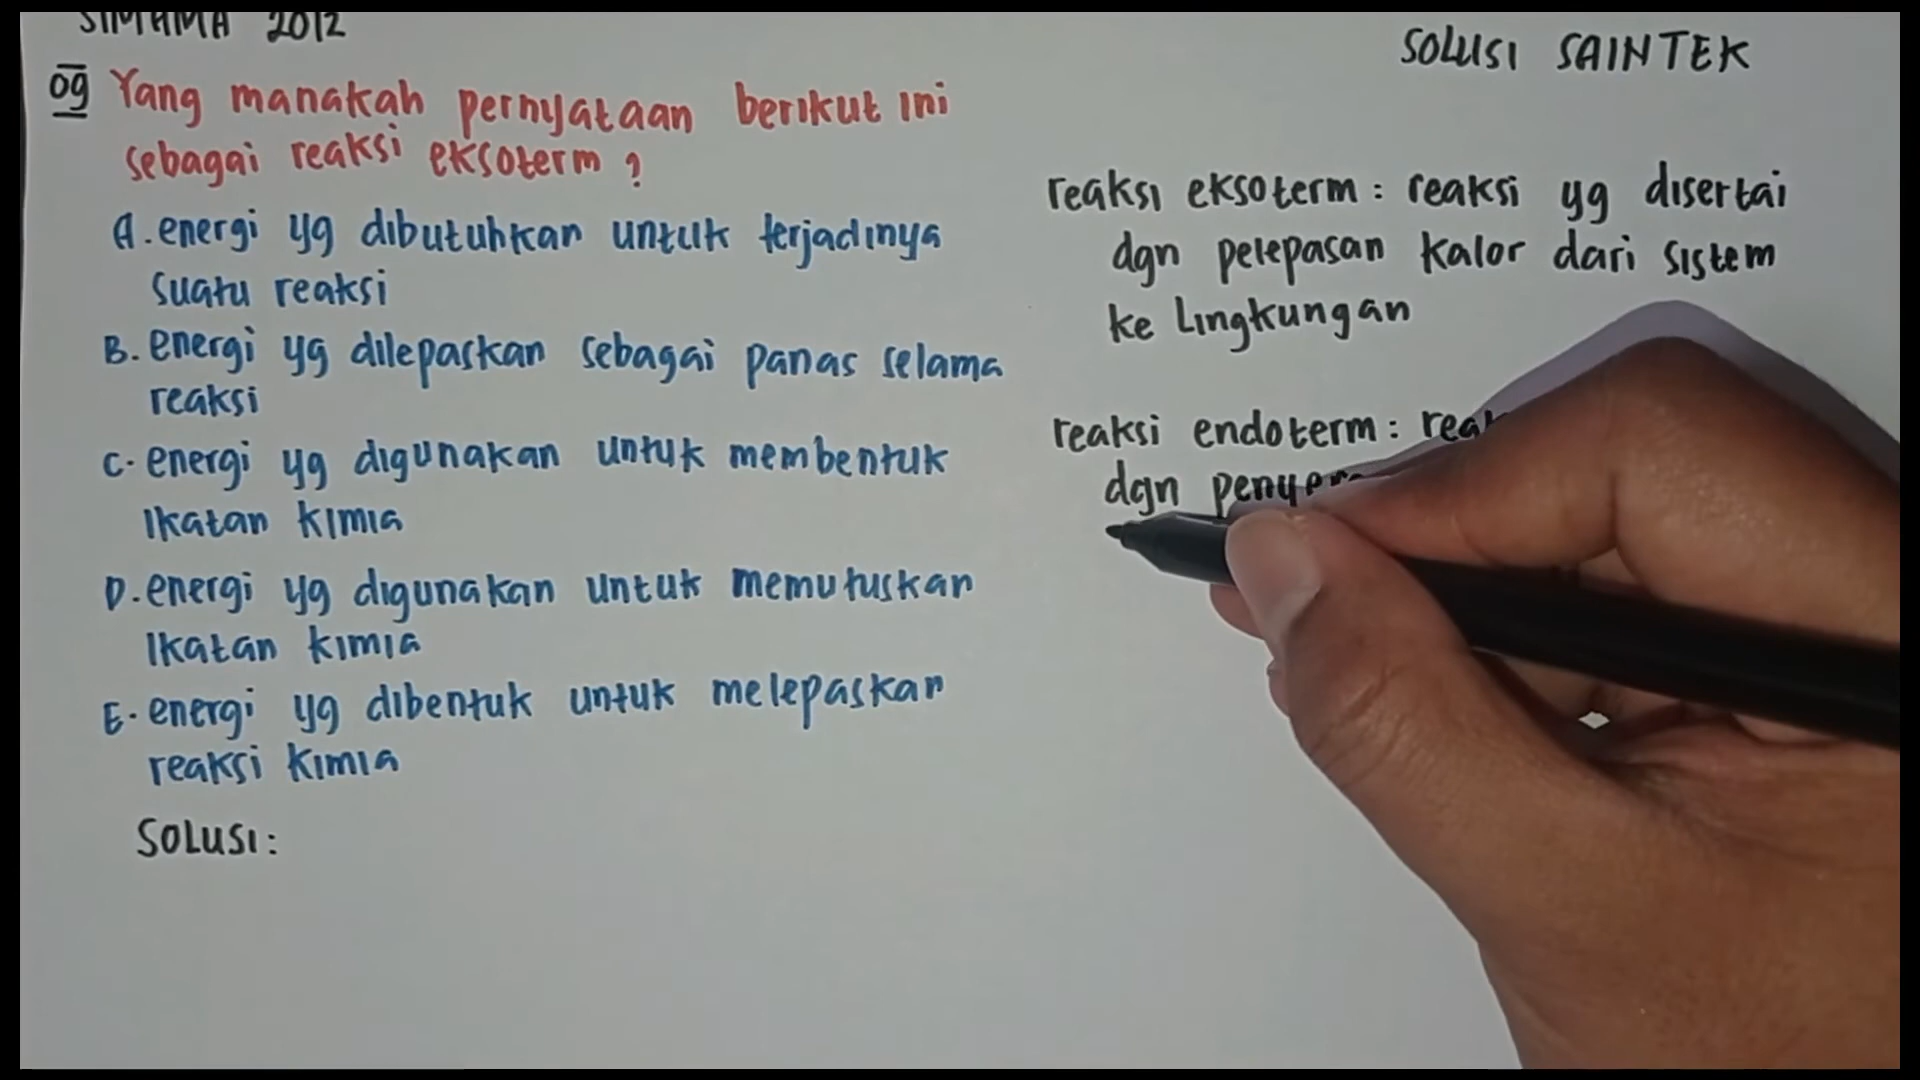 SIMAMA 2012
SOLUSI SAINTEK
09 Yang manakah pernyataan berikut ini
sebagai reaksi eksoterm ?
A. energi yg dibutuhkan untuk terjadinya
suatu reaksi
B. energi yg dilepaskan sebagai panas selama
reaksi
C. energi yg digunakan untuk membentuk
Ikatan kimia
D. energi yg digunakan untuk memutuskan
Ikatan kimia
E. energi yg dibentuk untuk melepaskan
reaksi kimia
SOLUSI:
reaksi eksoterm : reaksi yg disertai
dgn pelepasan kalor dari sistem
ke Lingkungan
reaksi endoterm :
dgn